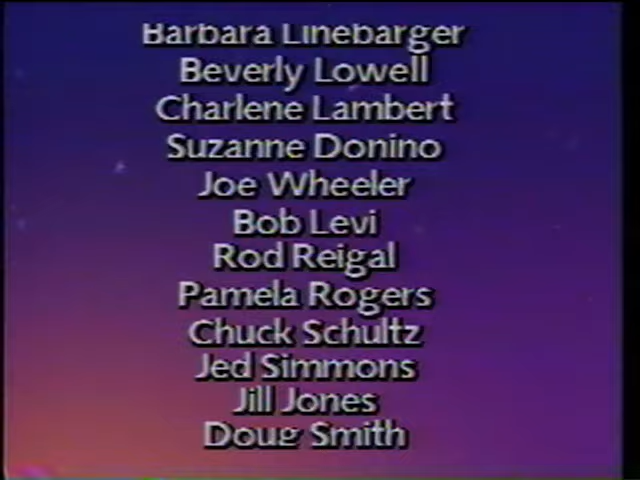 Barbara Linebarger
Beverly Lowell
Charlene Lambert
Suzanne Donino
Joe Wheeler
Bob Levi
Rod Reigal
Pamela Rogers
Chuck Schultz
Jed Simmons
Jill Jones
Doug Smith